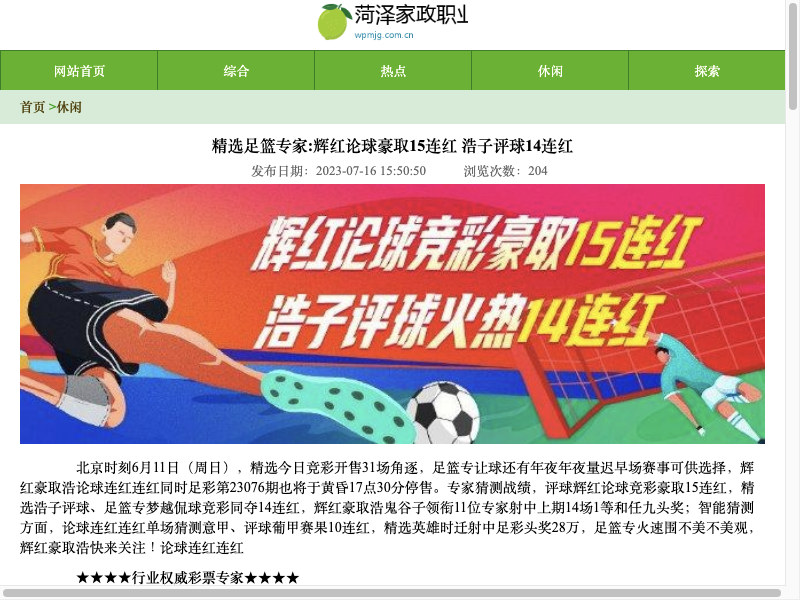 菏泽家政职业
wpmjg.com.cn
网站首页 综合 热点 休闲 探索
首页 >休闲
精选足篮专家:辉红论球豪取15连红 浩子评球14连红
发布日期：2023-07-16 15:50:50 浏览次数：204
辉红论球竞彩豪取15连红
浩子评球火热14连红
北京时刻6月11日（周日），精选今日竞彩开售31场角逐，足篮专让球还有年夜年夜量迟早场赛事可供选择，辉
红豪取浩论球连红连红同时足彩第23076期也将于黄昏17点30分停售。专家猜测战绩，评球辉红论球竞彩豪取15连红，精
选浩子评球、足篮专梦越侃球竞彩同夺14连红，辉红豪取浩鬼谷子领衔11位专家射中上期14场1等和任九头奖；智能猜测
方面，论球连红连红单场猜测意甲、评球葡甲赛果10连红，精选英雄时迁射中足彩头奖28万，足篮专火速围不美不美观，
辉红豪取浩快来关注！论球连红连红
★★★★行业权威彩票专家★★★★